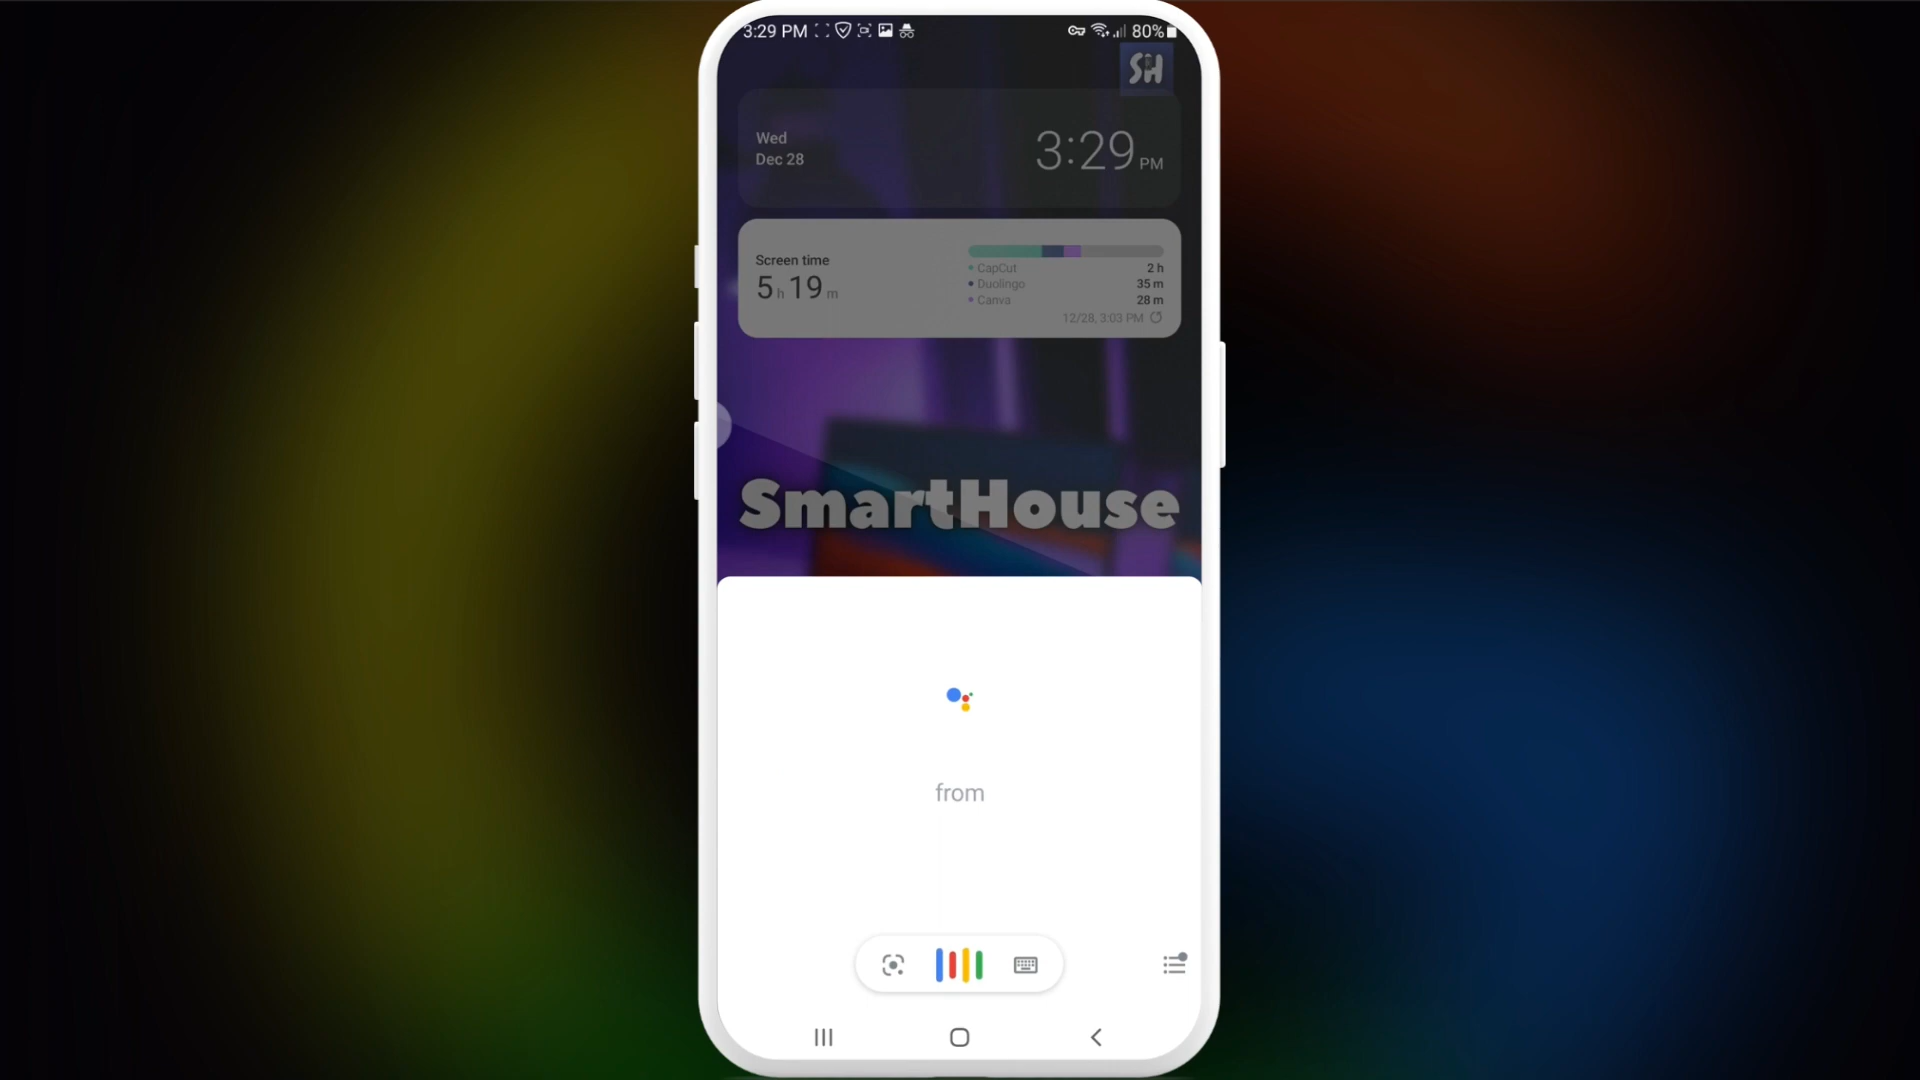 3:29 PM 80%
SH
Wed
Dec 28
3:29 PM
Screen time
5 h 19 m
CapCut 2 h
Duolingo 35 m
Canva 28 m
12/28, 3:03 PM
SmartHouse
from